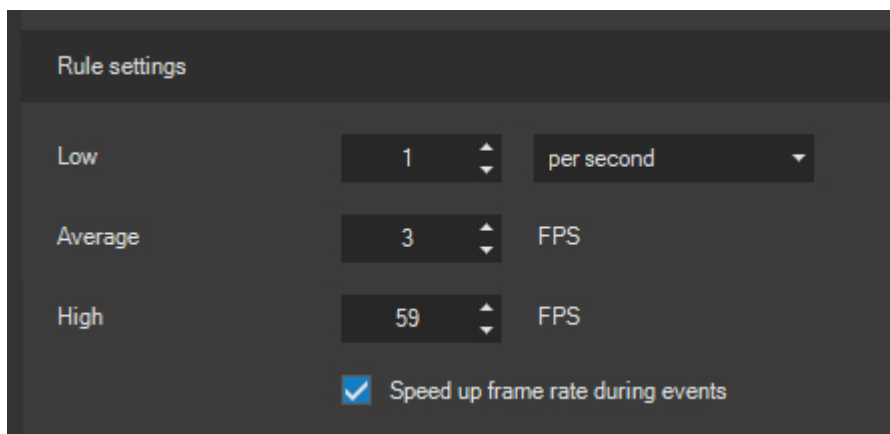 Rule settings
Low 1 per second
Average 3 FPS
High 59 FPS
Speed up frame rate during events